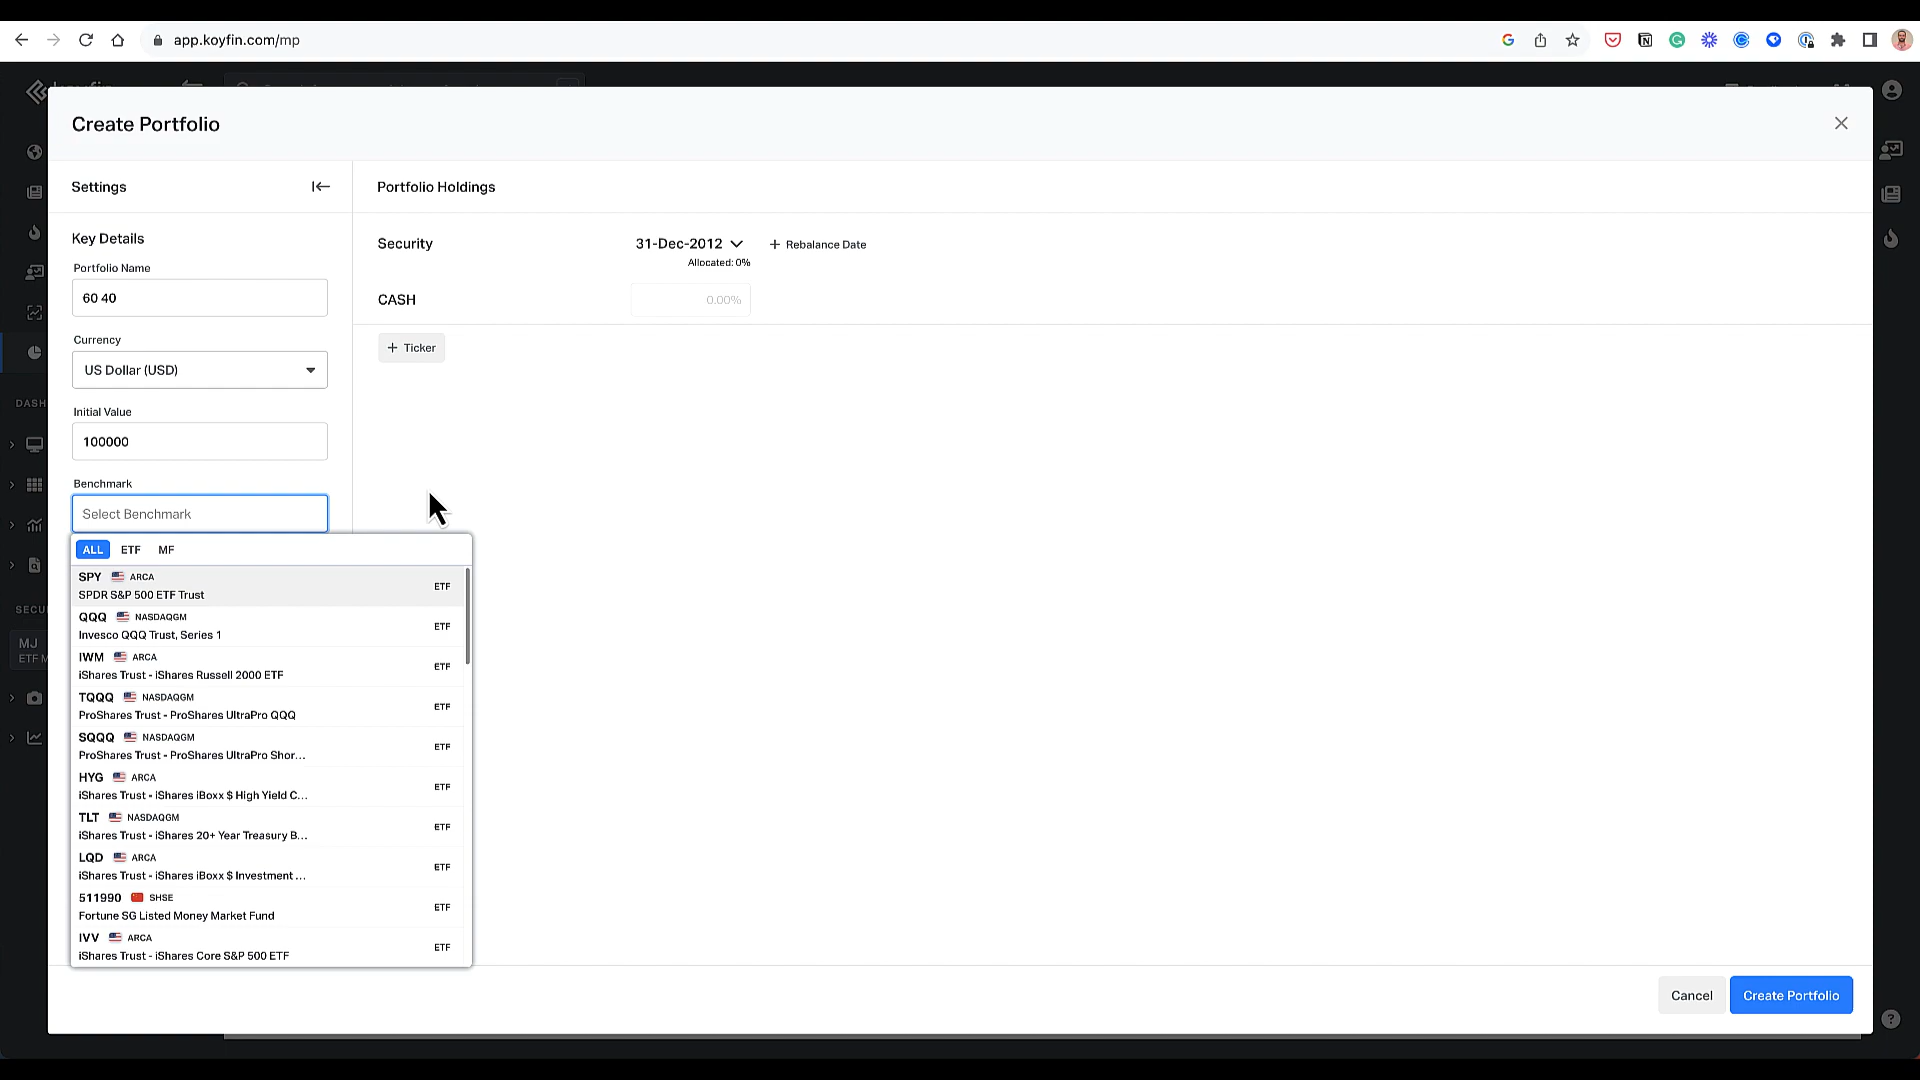 app.koyfin.com/mp
Create Portfolio
Settings
Portfolio Holdings
Key Details
Portfolio Name
60 40
Currency
US Dollar (USD)
Initial Value
100000
Benchmark
Select Benchmark
ALL ETF MF
SPY ARCA
SPDR S&P 500 ETF Trust
ETF
QQQ NASDAQGM
Invesco QQQ Trust, Series 1
ETF
IWM ARCA
iShares Trust - iShares Russell 2000 ETF
ETF
TQQQ NASDAQGM
ProShares Trust - ProShares UltraPro QQQ
ETF
SQQQ NASDAQGM
ProShares Trust - ProShares UltraPro Shor...
ETF
HYG ARCA
iShares Trust - iShares iBoxx $ High Yield C...
ETF
TLT NASDAQGM
iShares Trust - iShares 20+ Year Treasury B...
ETF
LQD ARCA
iShares Trust - iShares iBoxx $ Investment ...
ETF
511990 SHSE
Fortune SG Listed Money Market Fund
ETF
IVV ARCA
iShares Trust - iShares Core S&P 500 ETF
ETF
Security
31-Dec-2012
+ Rebalance Date
Allocated: 0%
CASH
0.00%
+ Ticker
Cancel
Create Portfolio
DASH
SECU
MJ
ETF M